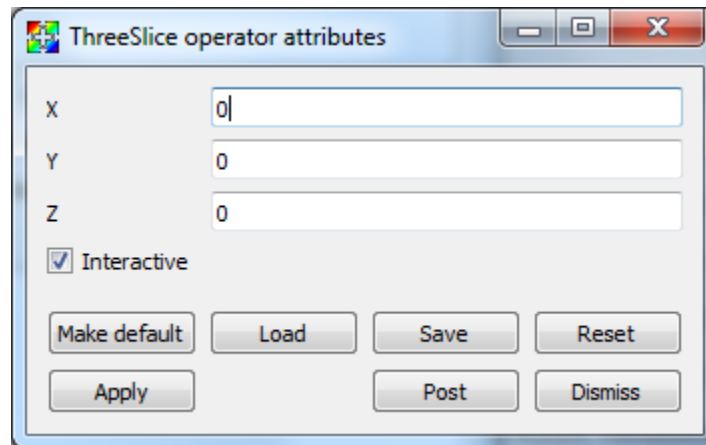 ThreeSlice operator attributes
X 0
Y 0
Z 0
Interactive
Make default Load Save Reset
Apply Post Dismiss